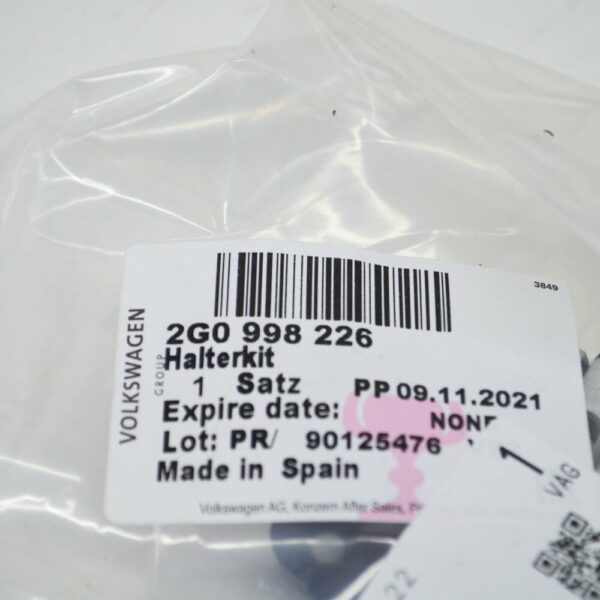 3849
VOLKSWAGEN
GROUP
2G0 998 226
Halterkit
1 Satz PP 09.11.2021
Expire date: NONE
Lot: PR/ 90125476
Made in Spain
Volkswagen AG, Konzern After Sales,
1
VAG
22